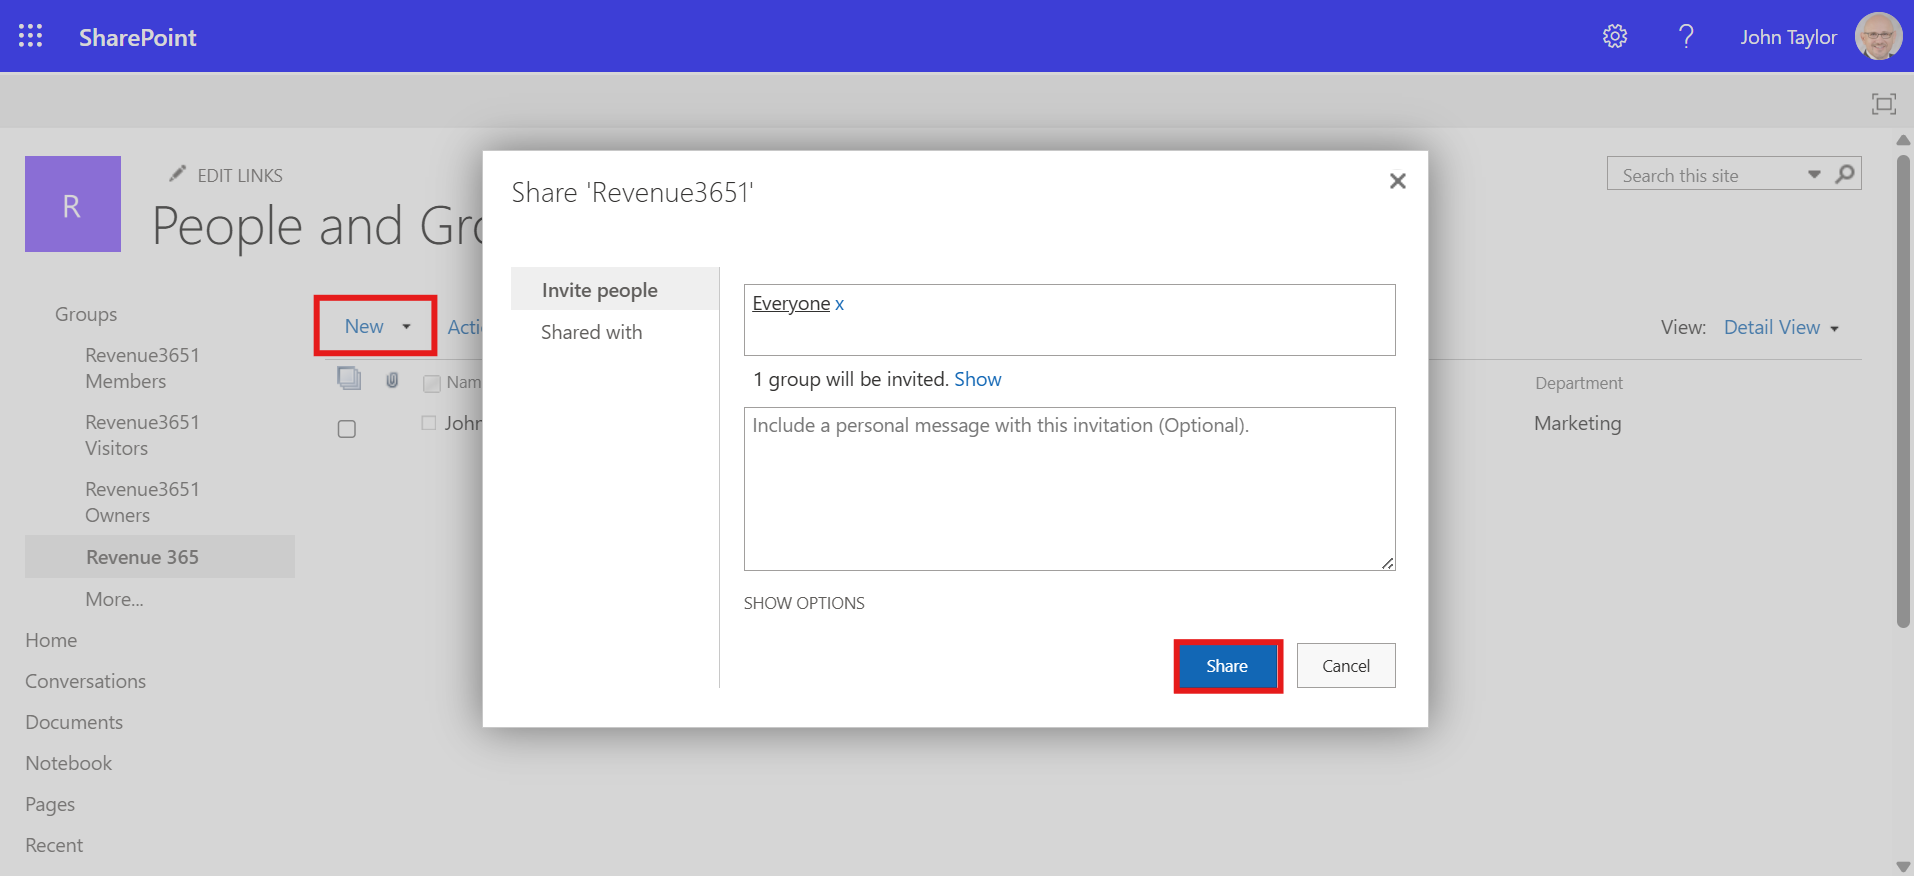 SharePoint
?
John Taylor
R
EDIT LINKS
People and Gro
Search this site
Groups
Revenue3651
Members
Revenue3651
Visitors
Revenue3651
Owners
Revenue 365
More...
Home
Conversations
Documents
Notebook
Pages
Recent
New
Acti
View: Detail View
Nam
Department
John
Marketing
Share 'Revenue3651'
Invite people
Shared with
Everyone x
1 group will be invited. Show
Include a personal message with this invitation (Optional).
SHOW OPTIONS
Share
Cancel